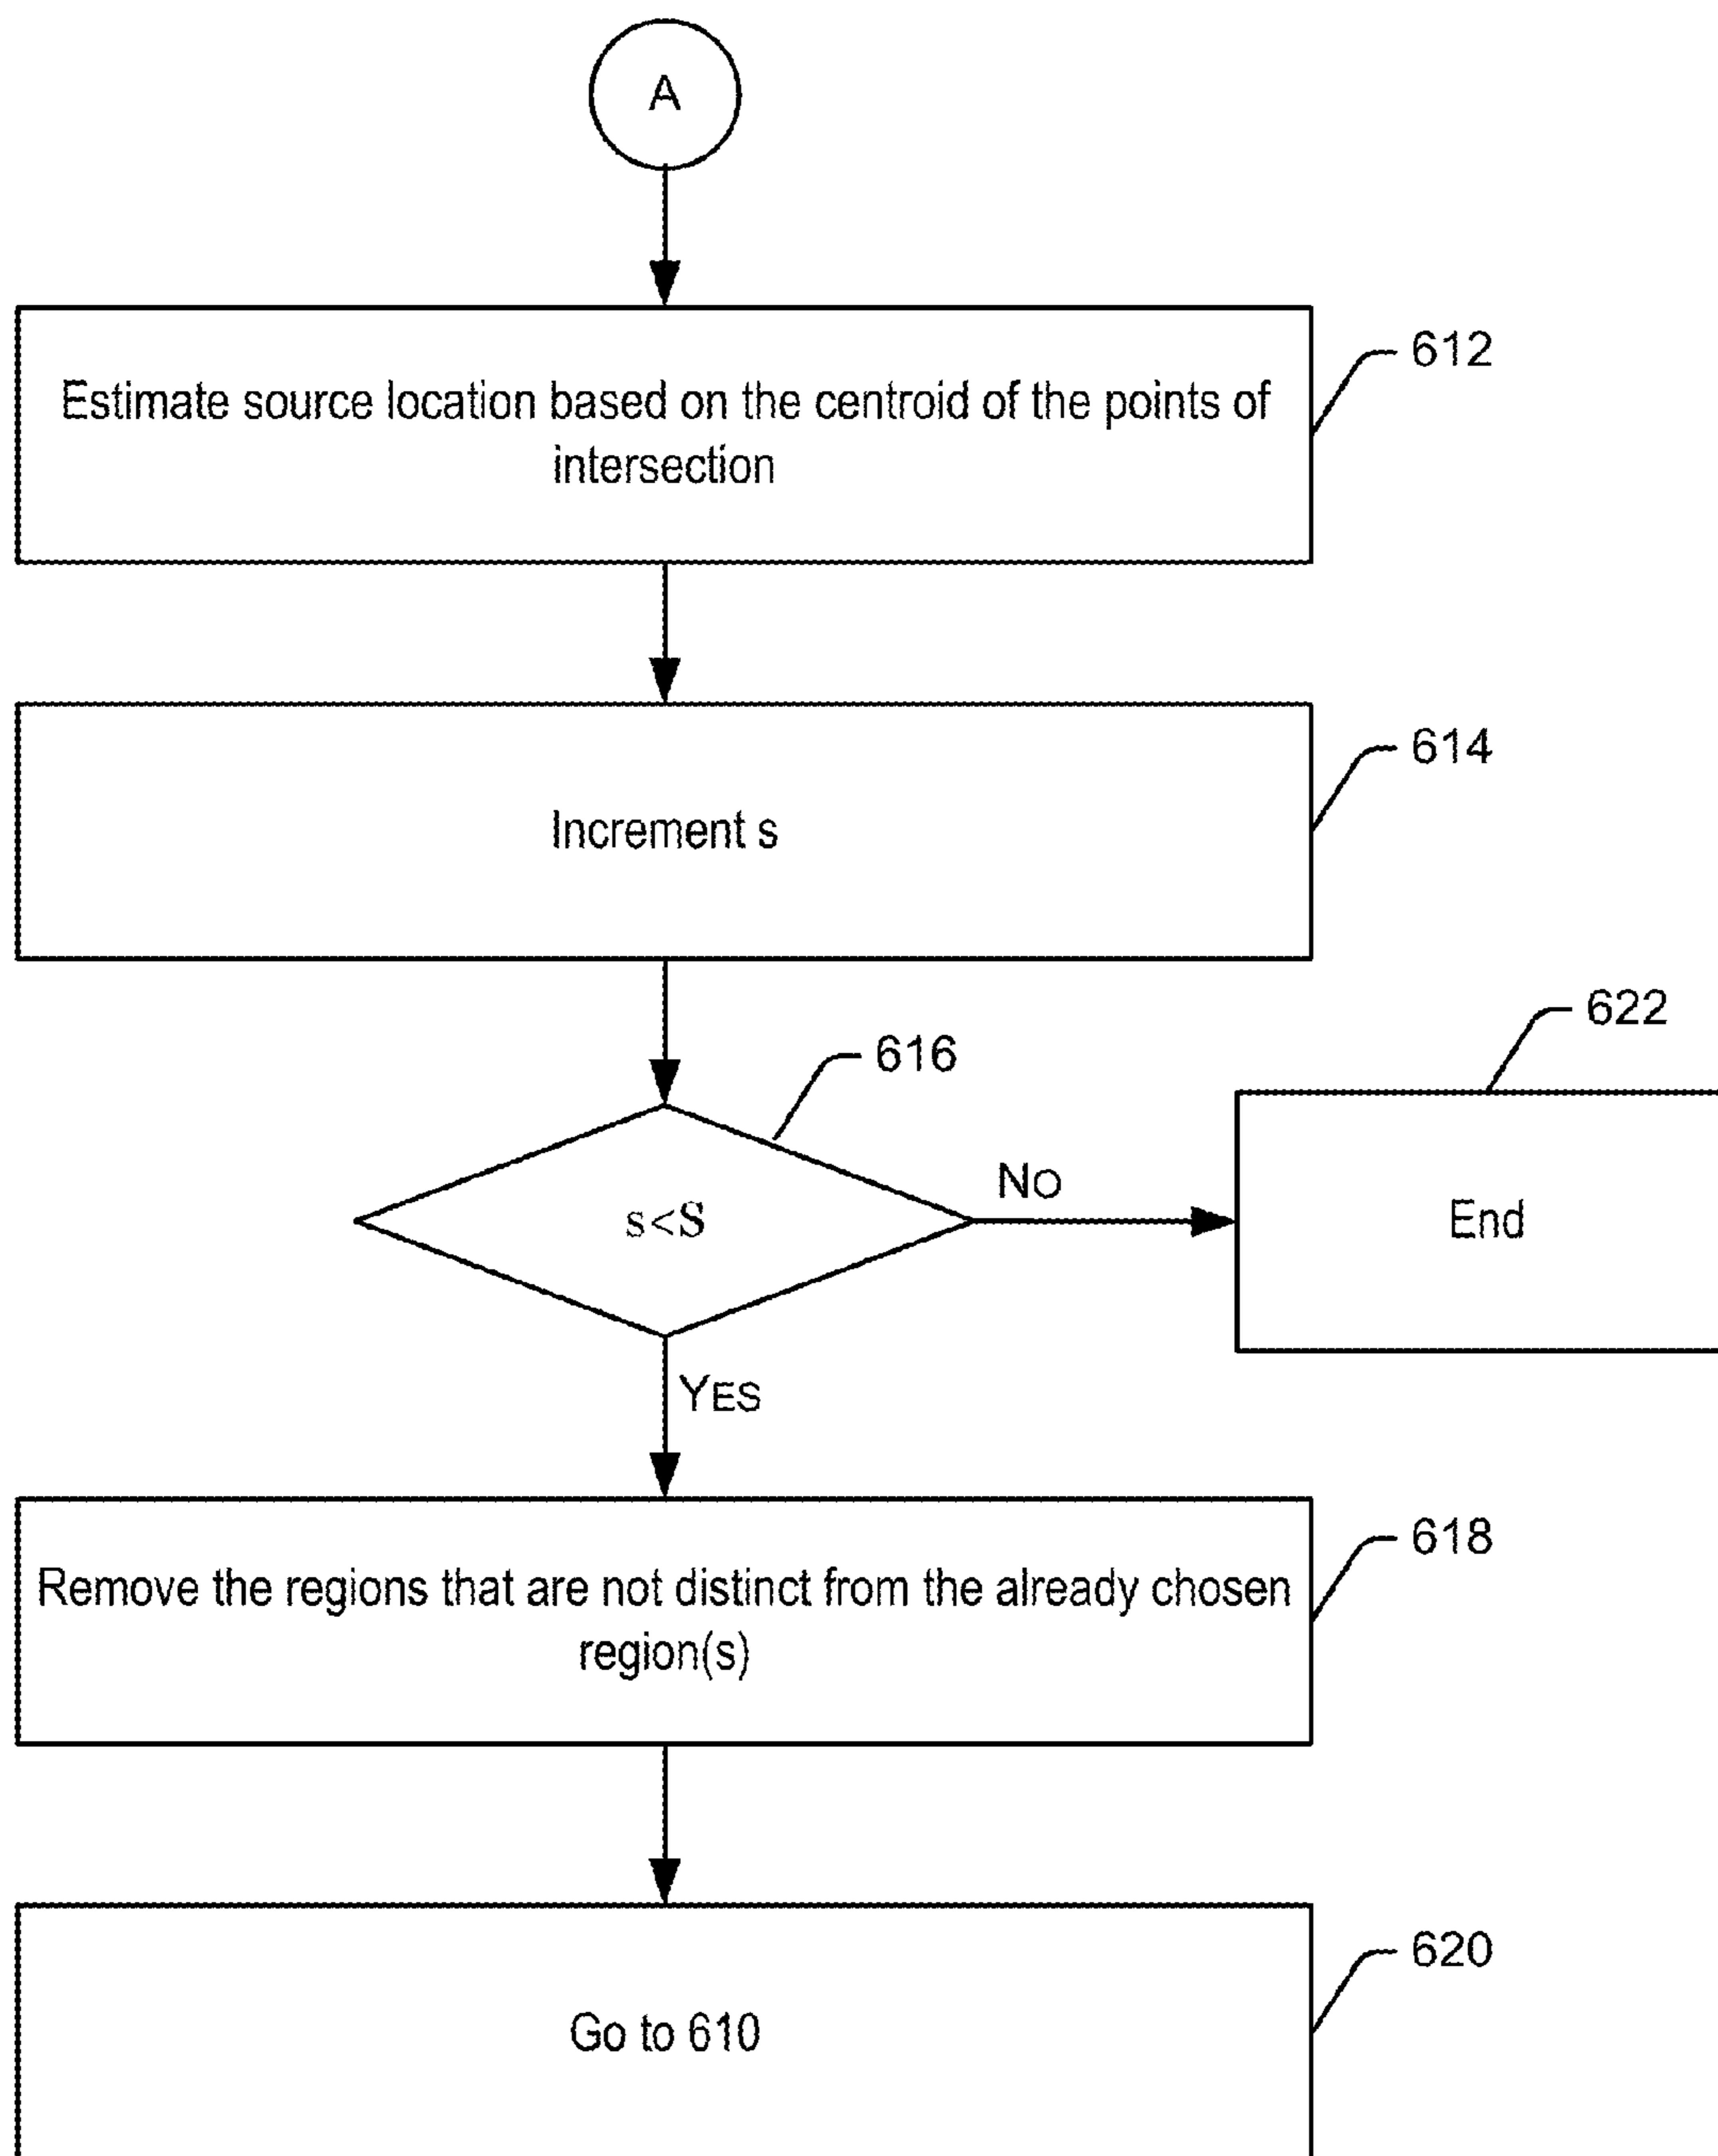 A
612
Estimate source location based on the centroid of the points of
intersection
614
Increment s
622
616
NO
s<S
End
YES
618
Remove the regions that are not distinct from the already chosen
region(s)
620
Go to 610